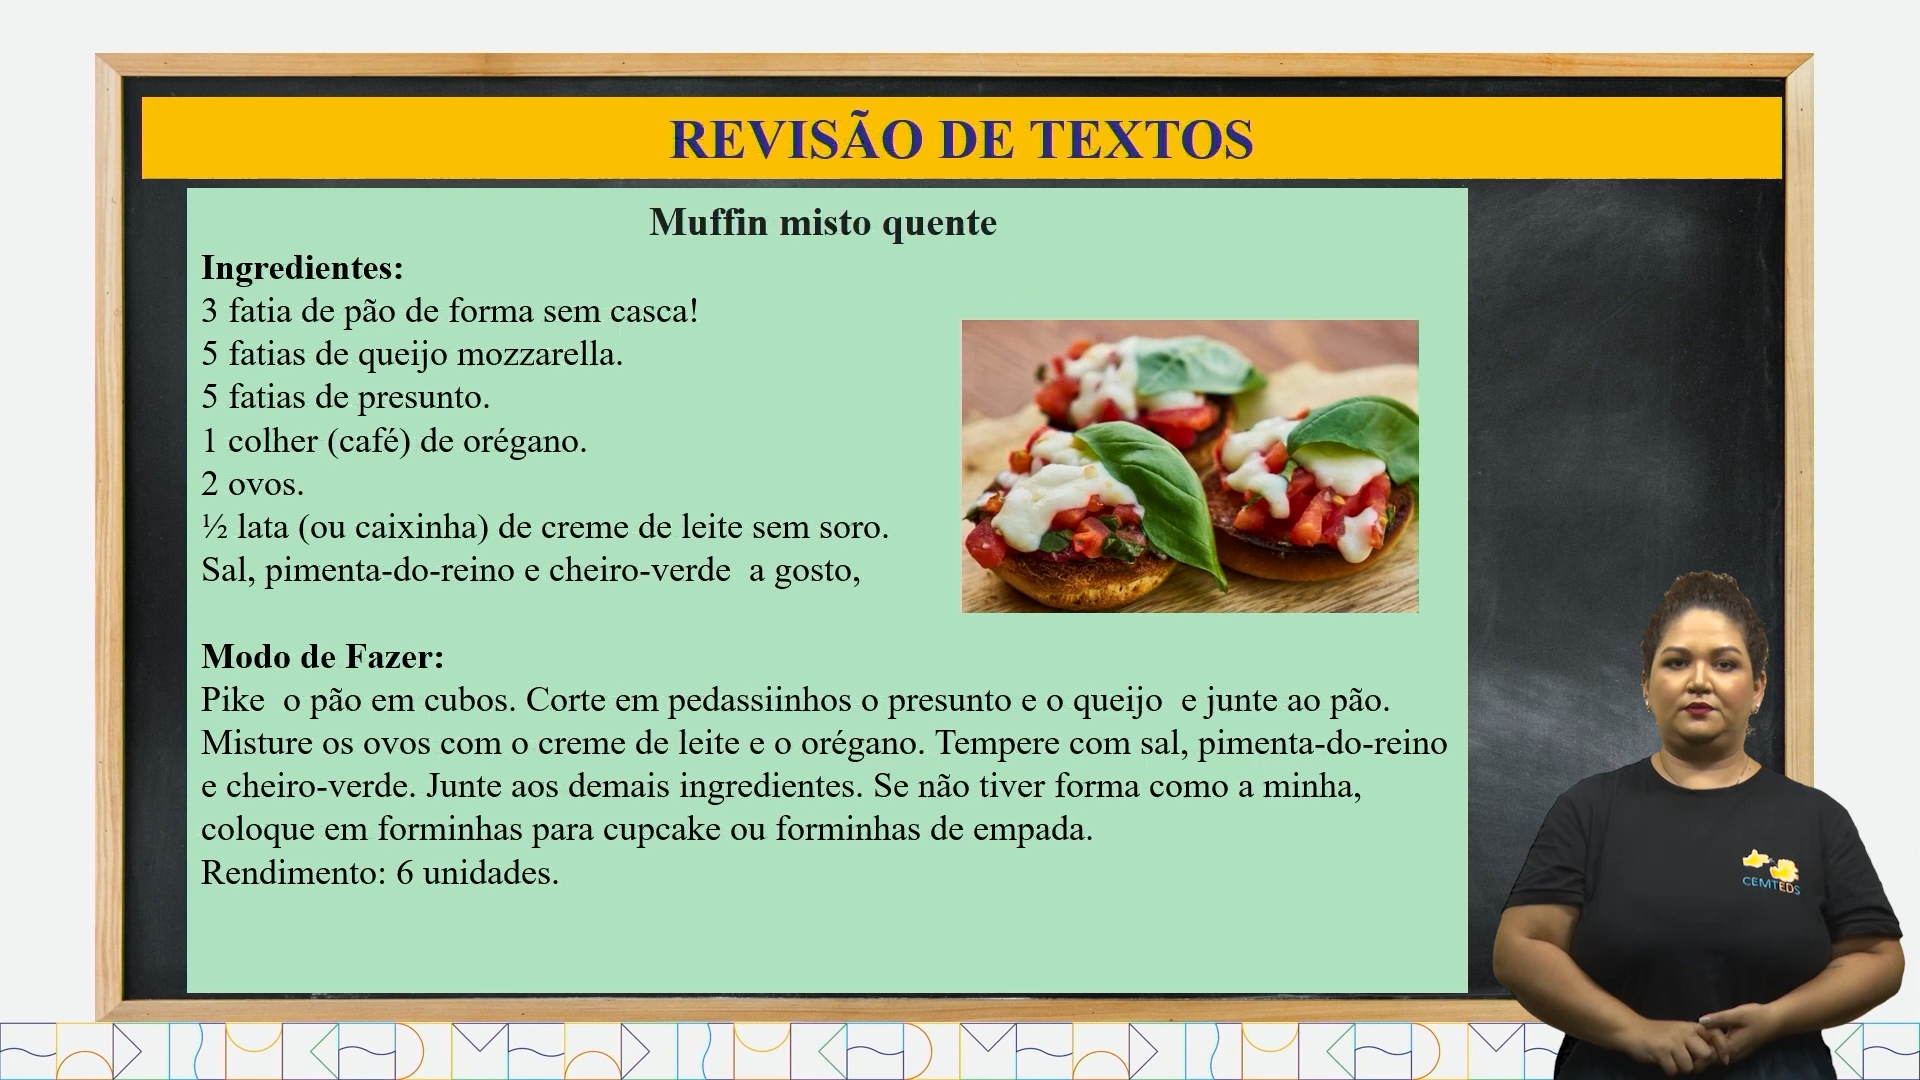 REVISÃO DE TEXTOS
Muffin misto quente
Ingredientes:
3 fatia de pão de forma sem casca!
5 fatias de queijo mozzarella.
5 fatias de presunto.
1 colher (café) de orégano.
2 ovos.
½ lata (ou caixinha) de creme de leite sem soro.
Sal, pimenta-do-reino e cheiro-verde  a gosto,
Modo de Fazer:
Pike  o pão em cubos. Corte em pedassiinhos o presunto e o queijo  e junte ao pão.
Misture os ovos com o creme de leite e o orégano. Tempere com sal, pimenta-do-reino
e cheiro-verde. Junte aos demais ingredientes. Se não tiver forma como a minha,
coloque em forminhas para cupcake ou forminhas de empada.
Rendimento: 6 unidades.
CEMTEDS